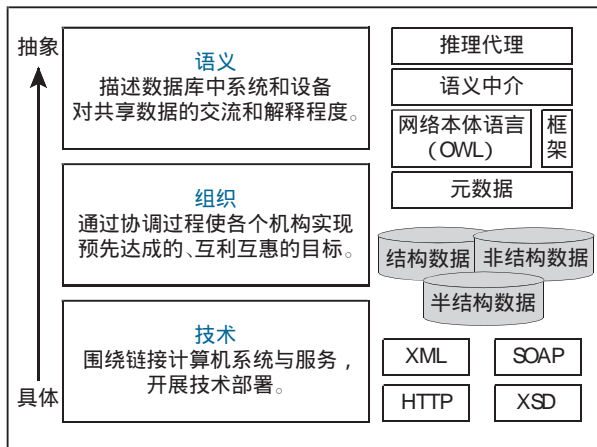 抽象
语义
描述数据库中系统和设备
对共享数据的交流和解释程度。
组织
通过协调过程使各个机构实现
预先达成的、互利互惠的目标。
技术
围绕链接计算机系统与服务，
开展技术部署。
具体
推理代理
语义中介
网络本体语言
（OWL）
框
架
元数据
结构数据
非结构数据
半结构数据
XML
SOAP
HTTP
XSD